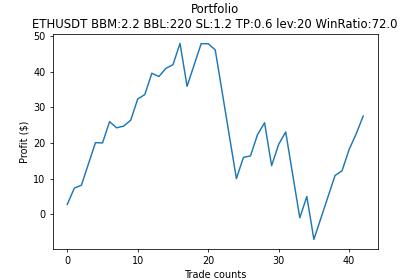 Portfolio
ETHUSDT BBM:2.2 BBL:220 SL:1.2 TP:0.6 lev:20 WinRatio:72.0
50
40
30
20
10
0
Profit ($)
0 10 20 30 40
Trade counts